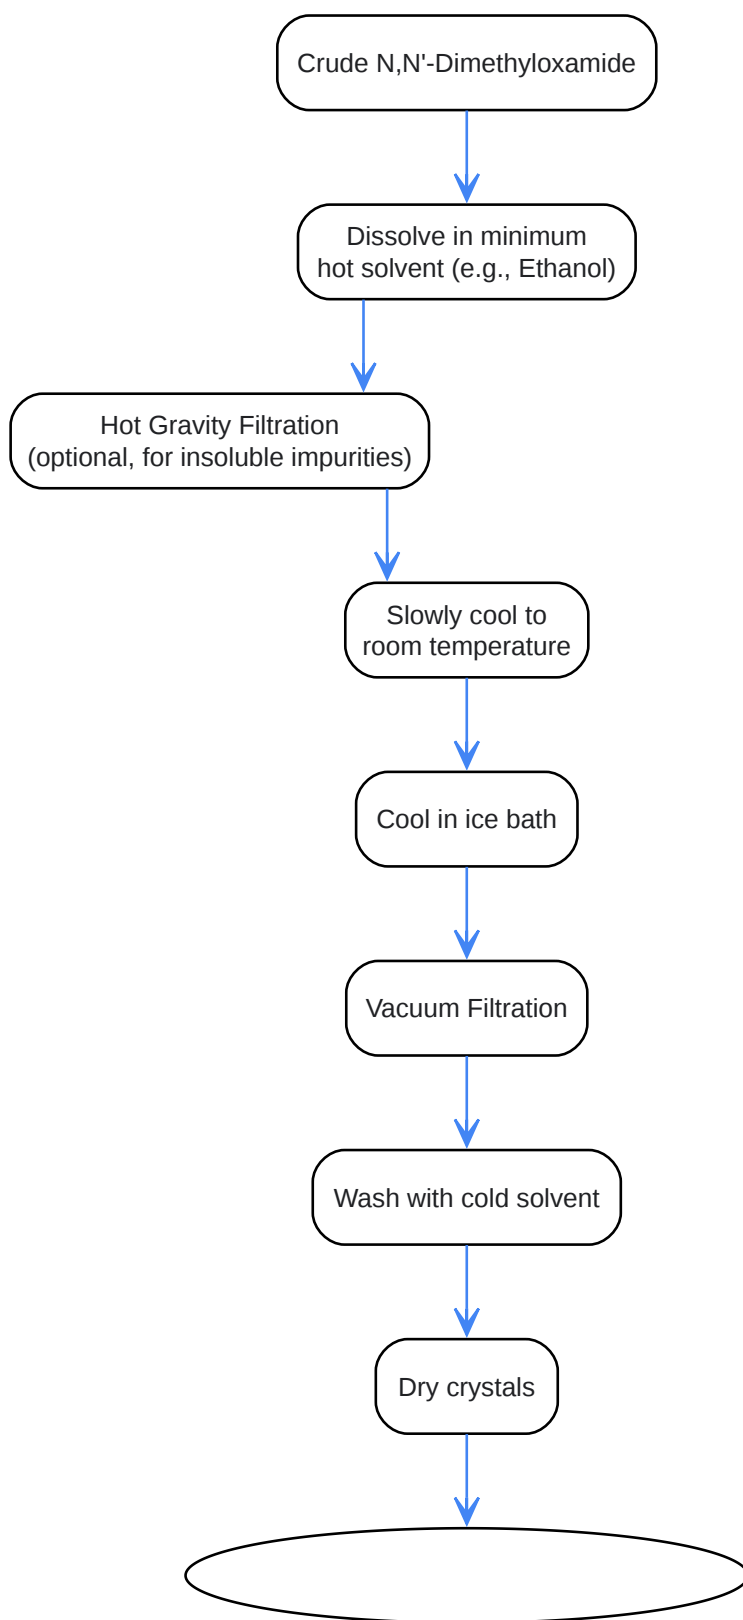 Crude N,N'-Dimethyloxamide
Dissolve in minimum
hot solvent (e.g., Ethanol)
Hot Gravity Filtration
(optional, for insoluble impurities)
Slowly cool to
room temperature
Cool in ice bath
Vacuum Filtration
Wash with cold solvent
Dry crystals